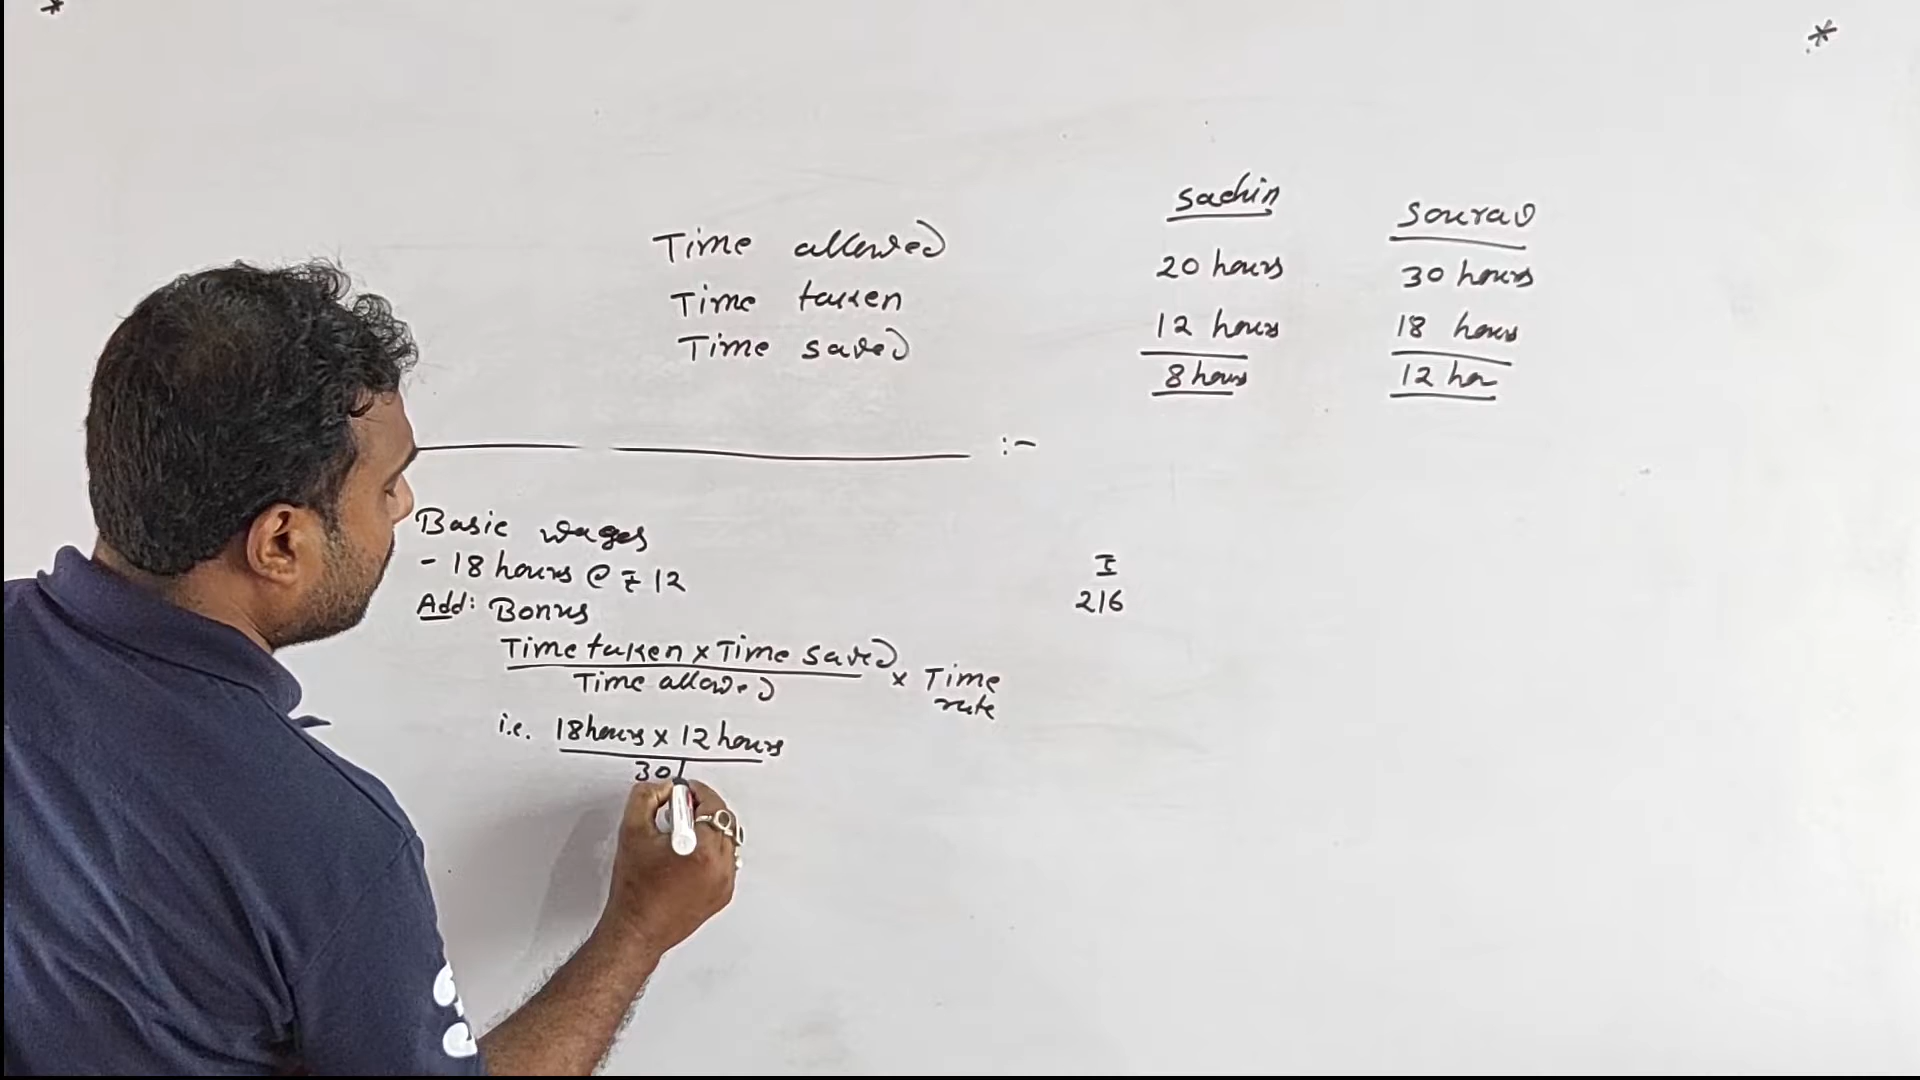 * *
Sachin Sourav
Time allowed 20 hours 30 hours
Time taken 12 hours 18 hours
Time saved 8 hours 12 hou
:-
Basic wages
- 18 hours @ ₹ 12 216
Add: Bonus
Time taken x Time saved
Time allowed x Time rate
i.e. 18 hours x 12 hours
30